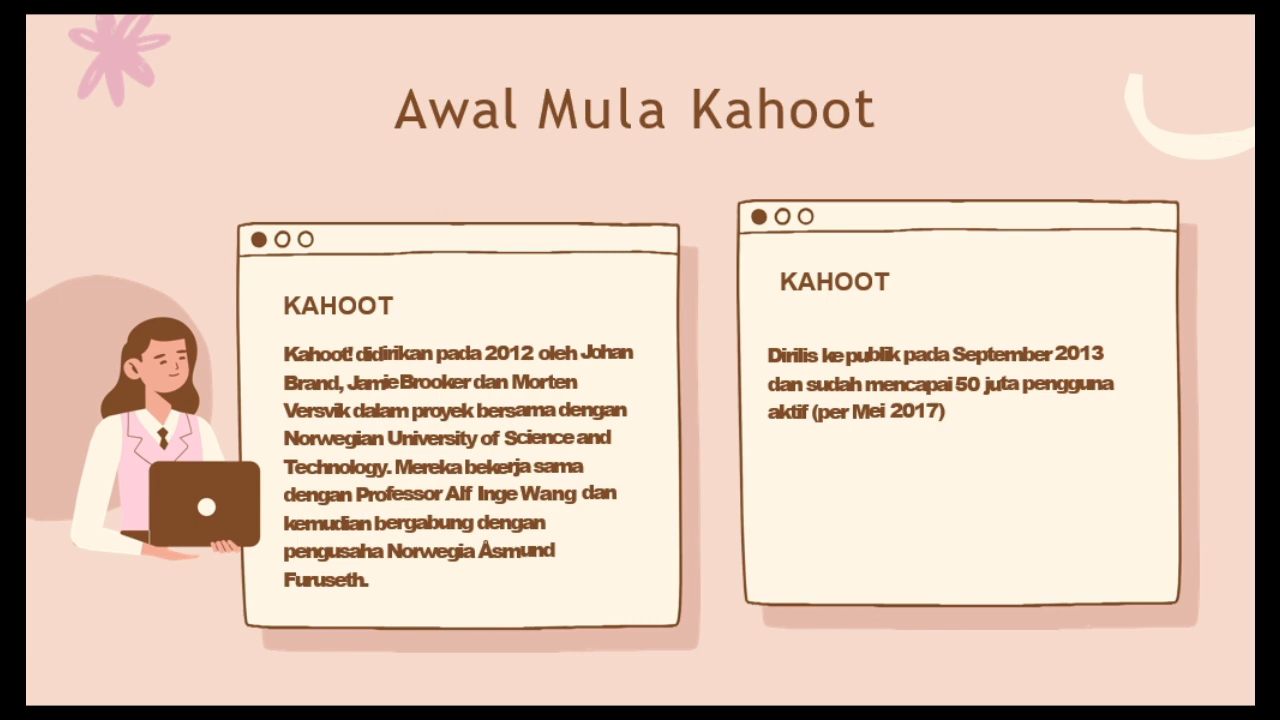 Awal Mula Kahoot
KAHOOT
Kahoot! didirikan pada 2012 oleh Johan
Brand, Jamie Brooker dan Morten
Versvik dalam proyek bersama dengan
Norwegian University of Science and
Technology. Mereka bekerja sama
dengan Professor Alf Inge Wang dan
kemudian bergabung dengan
pengusaha Norwegia Åsmund
Furuseth.
KAHOOT
Dirilis ke publik pada September 2013
dan sudah mencapai 50 juta pengguna
aktif (per Mei 2017)